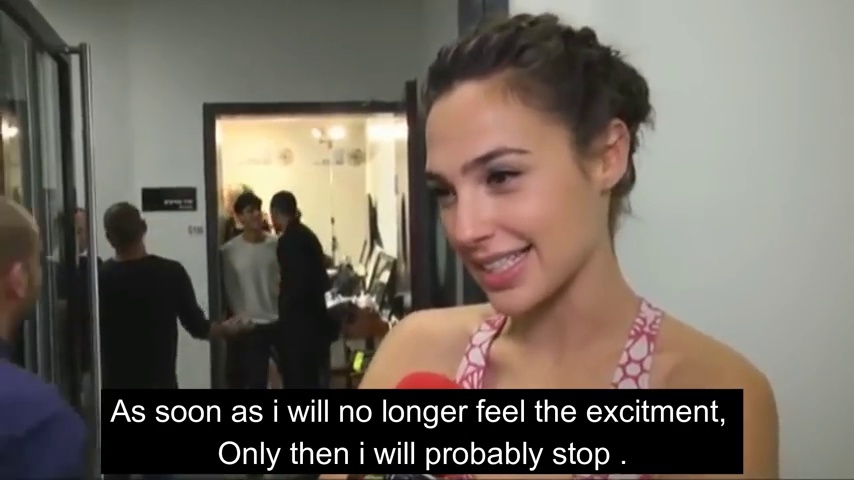 As soon as i will no longer feel the excitment,
Only then i will probably stop .